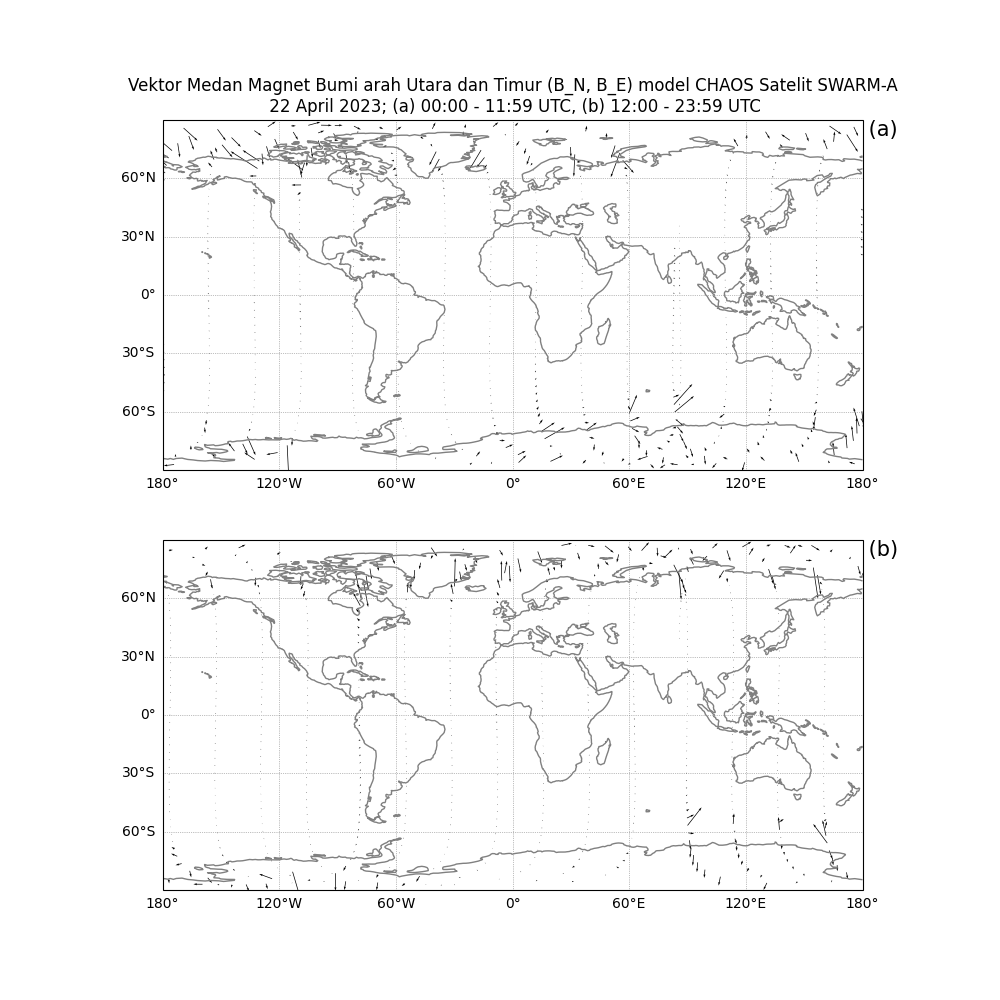 Vektor Medan Magnet Bumi arah Utara dan Timur (B_N, B_E) model CHAOS Satelit SWARM-A
22 April 2023; (a) 00:00 - 11:59 UTC, (b) 12:00 - 23:59 UTC
(a)
60°N
30°N
0°
30°S
60°S
180° 120°W 60°W 0° 60°E 120°E 180°
(b)
60°N
30°N
0°
30°S
60°S
180° 120°W 60°W 0° 60°E 120°E 180°